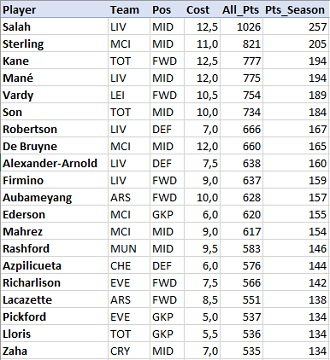 Player Team Pos Cost All_Pts Pts_Season
Salah LIV MID 12,5 1026 257
Sterling MCI MID 11,0 821 205
Kane TOT FWD 12,5 777 194
Mané LIV MID 12,0 775 194
Vardy LEI FWD 10,5 754 189
Son TOT MID 10,0 734 184
Robertson LIV DEF 7,0 666 167
De Bruyne MCI MID 12,0 660 165
Alexander-Arnold LIV DEF 7,5 638 160
Firmino LIV FWD 9,0 637 159
Aubameyang ARS FWD 10,0 628 157
Ederson MCI GKP 6,0 620 155
Mahrez MCI MID 9,0 617 154
Rashford MUN MID 9,5 583 146
Azpilicueta CHE DEF 6,0 576 144
Richarlison EVE FWD 7,5 566 142
Lacazette ARS FWD 8,5 551 138
Pickford EVE GKP 5,0 537 134
Lloris TOT GKP 5,5 536 134
Zaha CRY MID 7,0 535 134